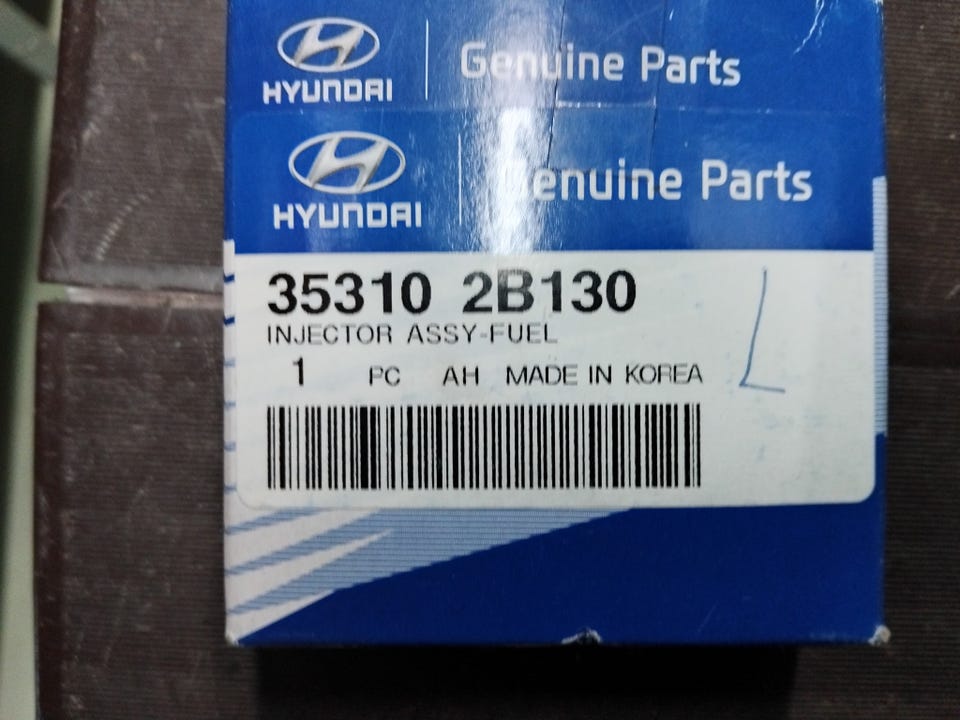 HYUNDAI Genuine Parts
HYUNDAI Genuine Parts
35310 2B130
INJECTOR ASSY-FUEL
1 PC AH MADE IN KOREA
L